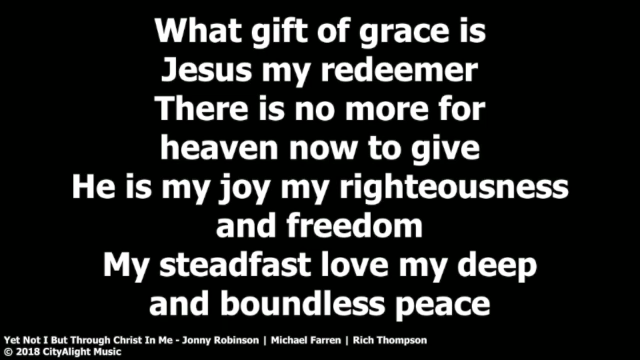 What gift of grace is
Jesus my redeemer
There is no more for
heaven now to give
He is my joy my righteousness
and freedom
My steadfast love my deep
and boundless peace
Yet Not I But Through Christ In Me - Jonny Robinson | Michael Farren | Rich Thompson
© 2018 CityAlight Music